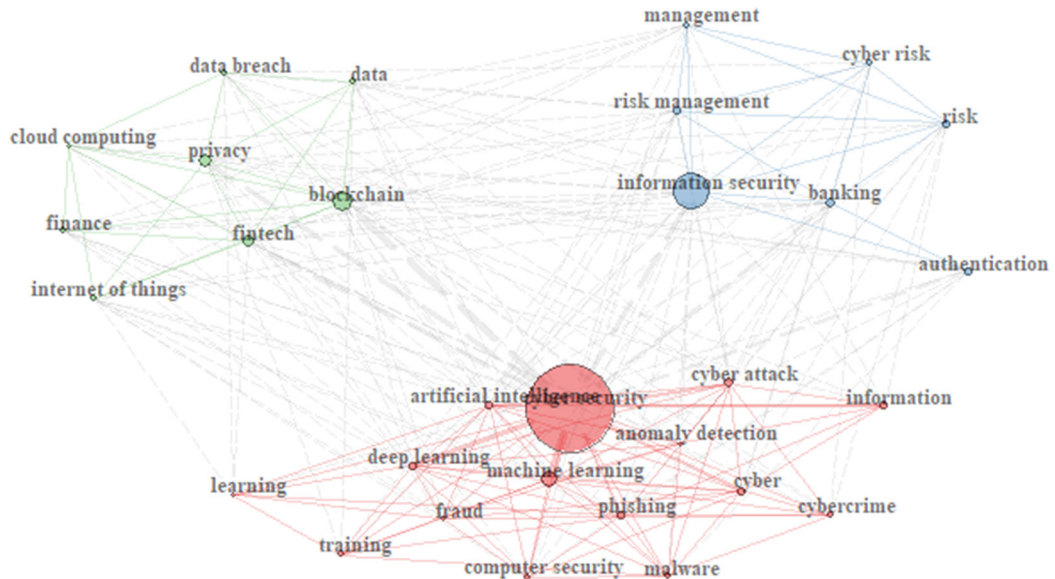 management
cyber risk
data breach
data
risk management
risk
cloud computing
privacy
information security
blockchain
banking
finance
fintech
authentication
internet of things
cyber attack
artificial intelligence
security
information
anomaly detection
deep learning
machine learning
learning
cyber
fraud
phishing
cybercrime
training
computer security
malware